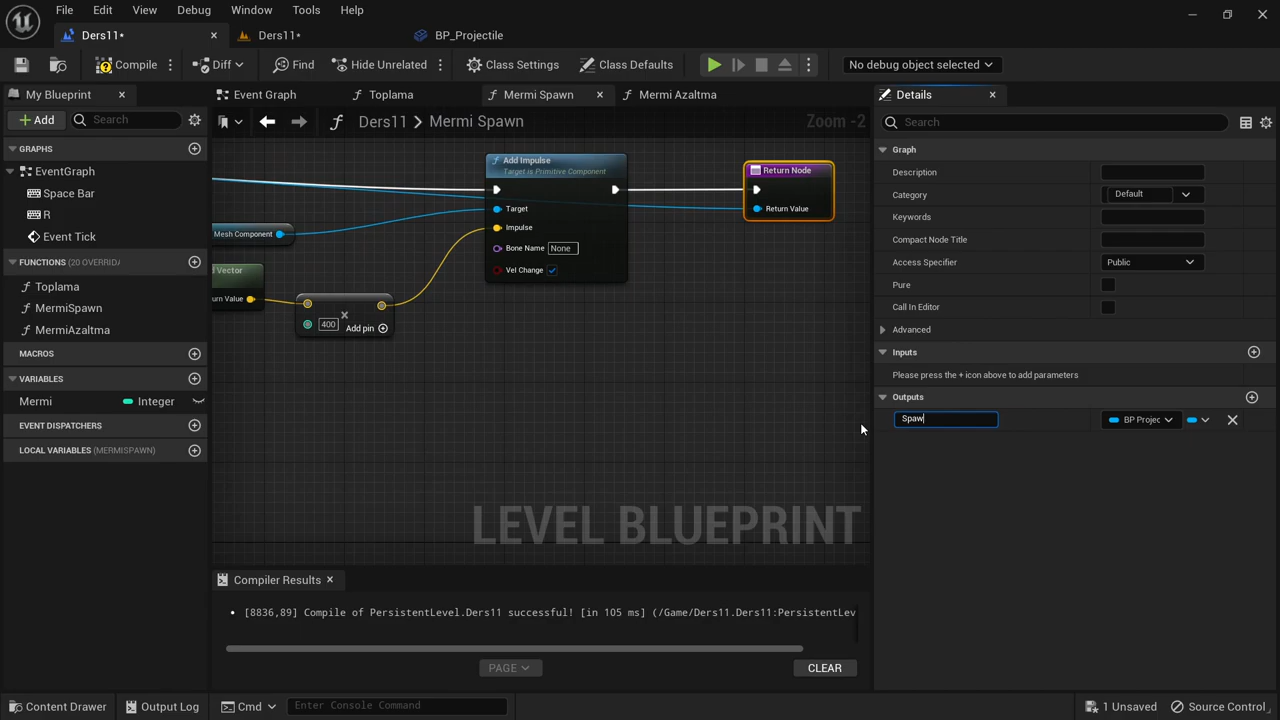 File Edit View Debug Window Tools Help
Ders11* Ders11* BP_Projectile
Compile Diff Find Hide Unrelated Class Settings Class Defaults No debug object selected
My Blueprint
Add Search
GRAPHS
EventGraph
Space Bar
R
Event Tick
FUNCTIONS (20 OVERRIDA
Toplama
MermiSpawn
MermiAzaltma
MACROS
VARIABLES
Mermi Integer
EVENT DISPATCHERS
LOCAL VARIABLES (MERMISPAWN)
Event Graph Toplama Mermi Spawn Mermi Azaltma
Ders11 > Mermi Spawn Zoom -2
Add Impulse
Target is Primitive Component
Target
Impulse
Bone Name None
Vel Change
Mesh Component
d Vector
urn Value
400
Add pin
Return Node
Return Value
LEVEL BLUEPRINT
Compiler Results
[8836,89] Compile of PersistentLevel.Ders11 successful! [in 105 ms] (/Game/Ders11.Ders11:PersistentLev
PAGE CLEAR
Details
Search
Graph
Description
Category Default
Keywords
Compact Node Title
Access Specifier Public
Pure
Call In Editor
Advanced
Inputs
Please press the + icon above to add parameters
Outputs
Spaw BP Projec
Content Drawer Output Log Cmd Enter Console Command 1 Unsaved Source Control